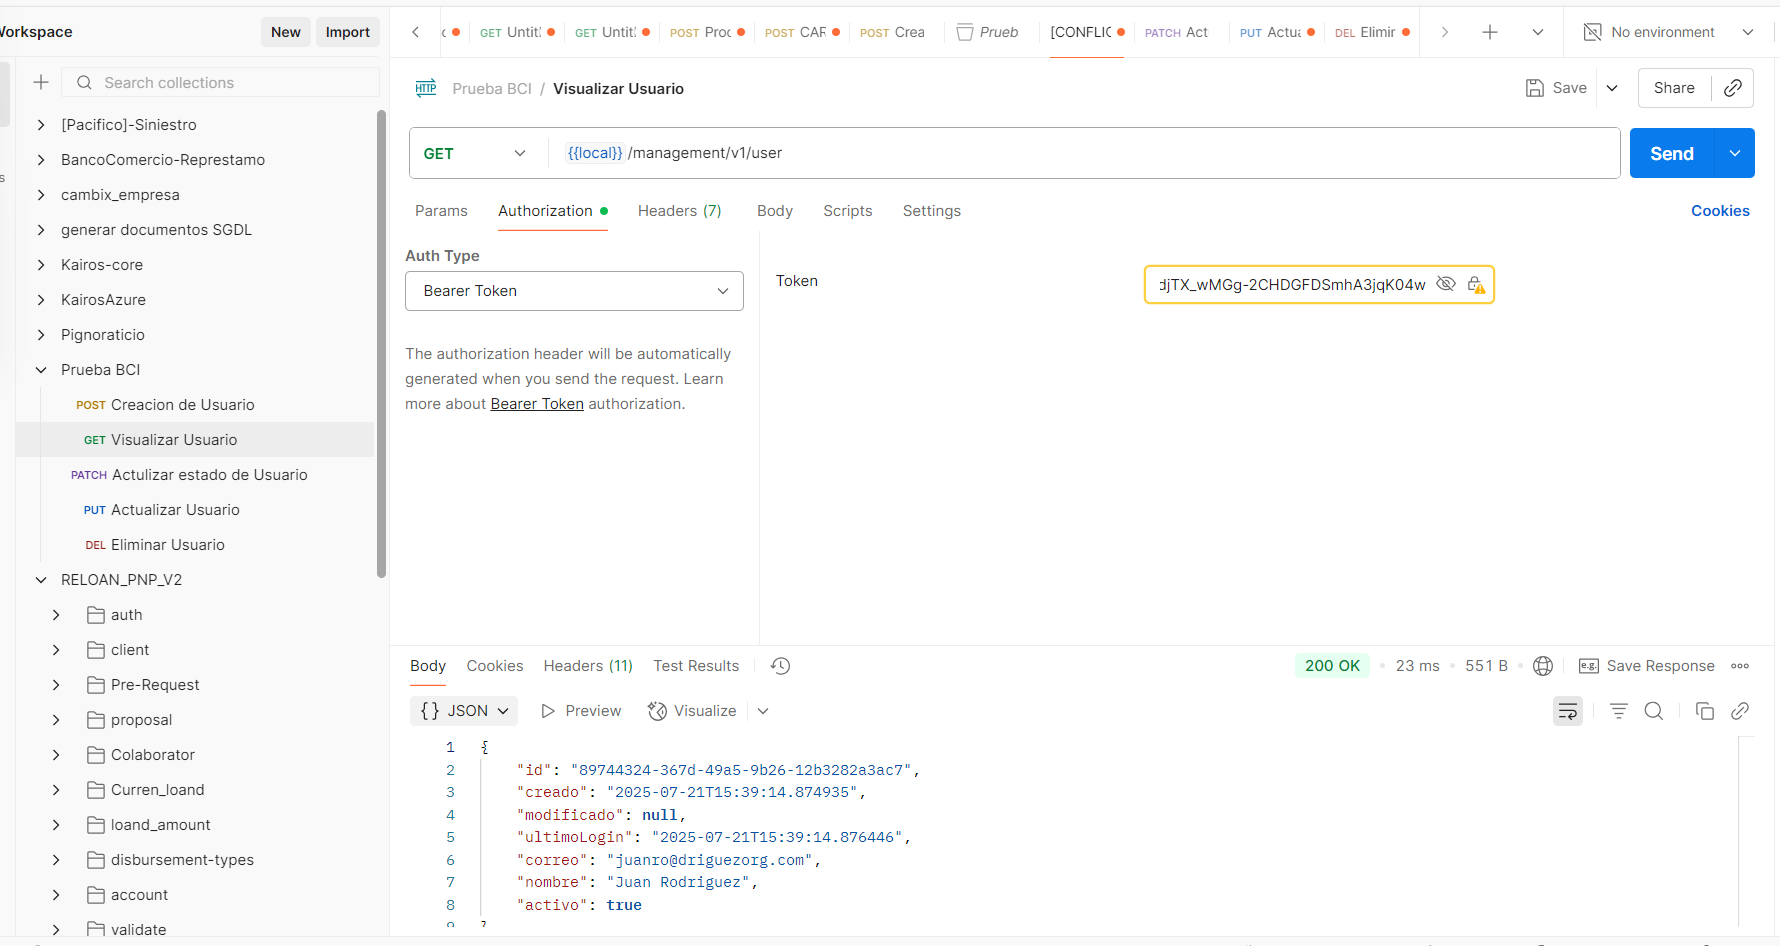 Workspace
New
Import
GET Untit
GET Untit
POST Proc
POST CAR
POST Crea
Prueb
[CONFLIC
PATCH Act
PUT Actua
DEL Elimir
No environment
Search collections
[Pacifico]-Siniestro
BancoComercio-Represtamo
cambix_empresa
generar documentos SGDL
Kairos-core
KairosAzure
Pignoraticio
Prueba BCI
POST Creacion de Usuario
GET Visualizar Usuario
PATCH Actulizar estado de Usuario
PUT Actualizar Usuario
DEL Eliminar Usuario
RELOAN_PNP_V2
auth
client
Pre-Request
proposal
Colaborator
Curren_loand
loand_amount
disbursement-types
account
validate
HTTP Prueba BCI / Visualizar Usuario
Save
Share
GET
{{local}} /management/v1/user
Send
Params
Authorization
Headers (7)
Body
Scripts
Settings
Cookies
Auth Type
Bearer Token
The authorization header will be automatically
generated when you send the request. Learn
more about Bearer Token authorization.
Token
djTX_wMGg-2CHDGFDSmhA3jqK04w
Body
Cookies
Headers (11)
Test Results
200 OK
23 ms
551 B
e.g. Save Response
{} JSON
Preview
Visualize
1 {
2 "id": "89744324-367d-49a5-9b26-12b3282a3ac7",
3 "creado": "2025-07-21T15:39:14.874935",
4 "modificado": null,
5 "ultimoLogin": "2025-07-21T15:39:14.876446",
6 "correo": "juanro@driguezorg.com",
7 "nombre": "Juan Rodriguez",
8 "activo": true
9 }